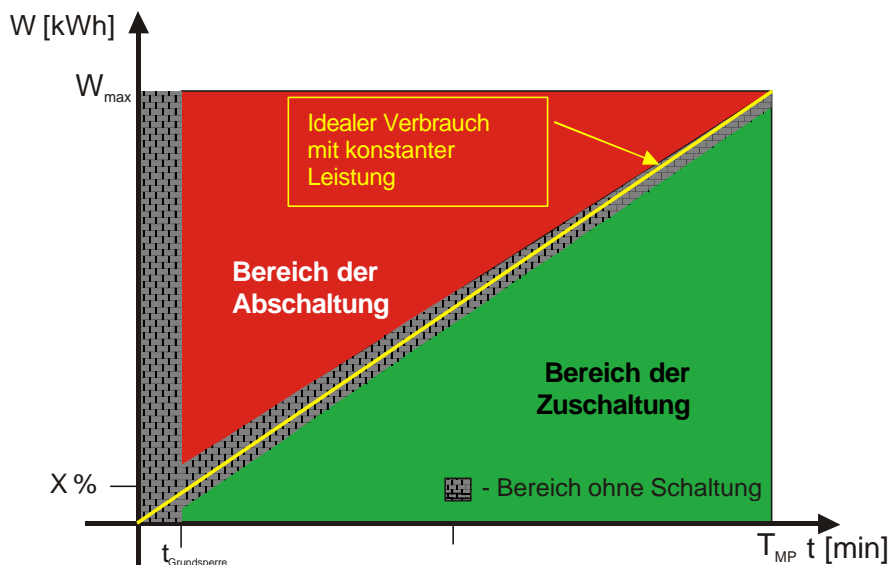 W [kWh]
W max
Idealer Verbrauch
mit konstanter
Leistung
Bereich der
Abschaltung
Bereich der
Zuschaltung
X %
- Bereich ohne Schaltung
t Grundsperre
T MP t [min]